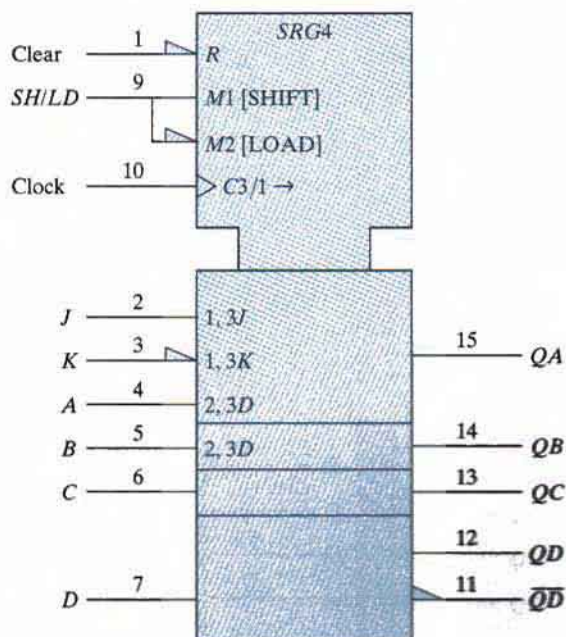 SRG4
Clear 1 R
SH/LD 9 M1 [SHIFT]
M2 [LOAD]
Clock 10 C3/1 →
J 2 1, 3J
K 3 1, 3K
15 QA
A 4 2, 3D
B 5 2, 3D 14 QB
C 6 13 QC
12 QD
D 7 11 Q̅D̅